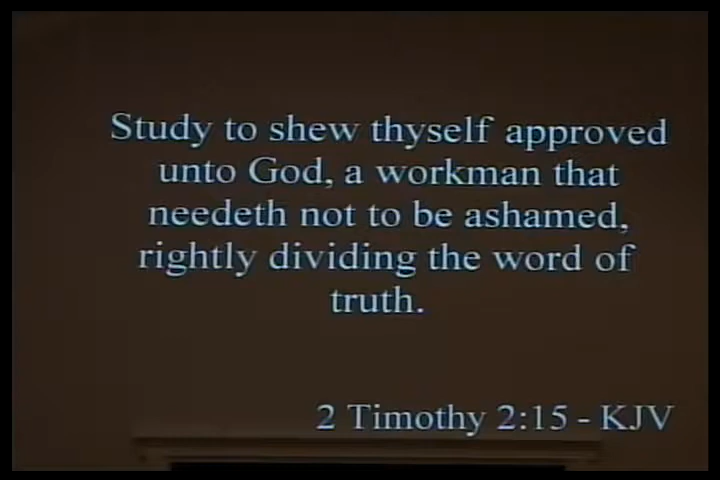 Study to shew thyself approved
unto God, a workman that
needeth not to be ashamed,
rightly dividing the word of
truth.
2 Timothy 2:15 - KJV